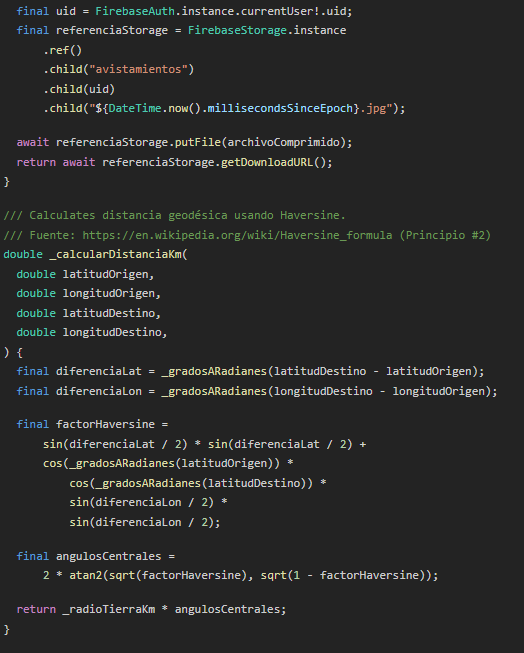 final uid = FirebaseAuth.instance.currentUser!.uid;
  final referenciaStorage = FirebaseStorage.instance
      .ref()
      .child("avistamientos")
      .child(uid)
      .child("${DateTime.now().millisecondsSinceEpoch}.jpg");

  await referenciaStorage.putFile(archivoComprimido);
  return await referenciaStorage.getDownloadURL();
}

/// Calculates distancia geodésica usando Haversine.
/// Fuente: https://en.wikipedia.org/wiki/Haversine_formula (Principio #2)
double _calcularDistanciaKm(
  double latitudOrigen,
  double longitudOrigen,
  double latitudDestino,
  double longitudDestino,
) {
  final diferenciaLat = _gradosARadianes(latitudDestino - latitudOrigen);
  final diferenciaLon = _gradosARadianes(longitudDestino - longitudOrigen);

  final factorHaversine =
      sin(diferenciaLat / 2) * sin(diferenciaLat / 2) +
      cos(_gradosARadianes(latitudOrigen)) *
          cos(_gradosARadianes(latitudDestino)) *
          sin(diferenciaLon / 2) *
          sin(diferenciaLon / 2);

  final angulosCentrales =
      2 * atan2(sqrt(factorHaversine), sqrt(1 - factorHaversine));

  return _radioTierraKm * angulosCentrales;
}